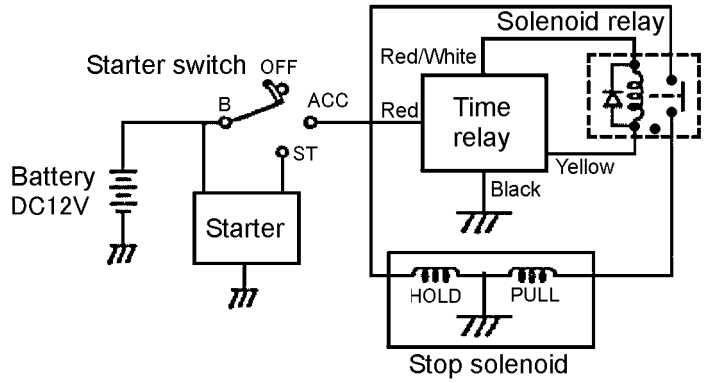 Solenoid relay
Red/White
Starter switch
OFF
B
ACC
Red
Time
relay
ST
Yellow
Battery
DC12V
Black
Starter
HOLD
PULL
Stop solenoid